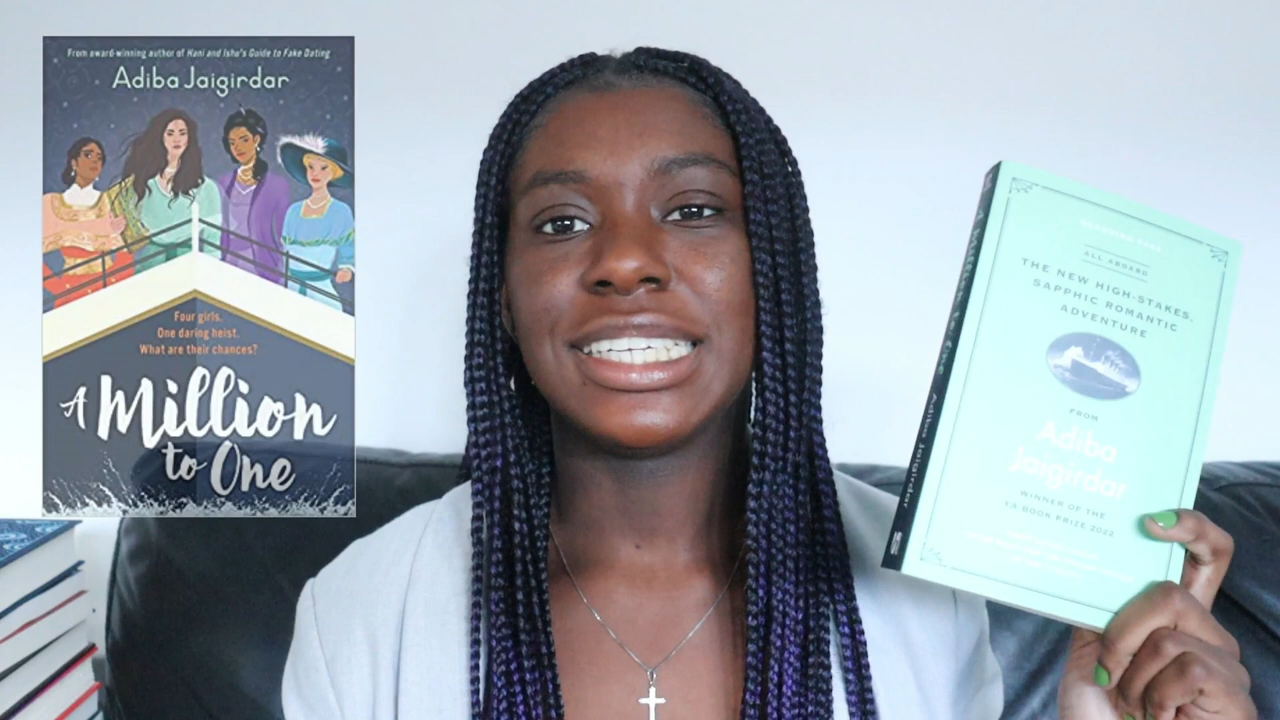 From award-winning author of Hani and Ishu's Guide to Fake Dating
Adiba Jaigirdar
Four girls.
One daring heist.
What are their chances?
A Million
to One
ALL ABOARD
THE NEW HIGH-STAKES,
SAPPHIC ROMANTIC
ADVENTURE
FROM
Adiba
Jaigirdar
WINNER OF THE
YA BOOK PRIZE 2022
A Million to One Adiba Jaigirdar